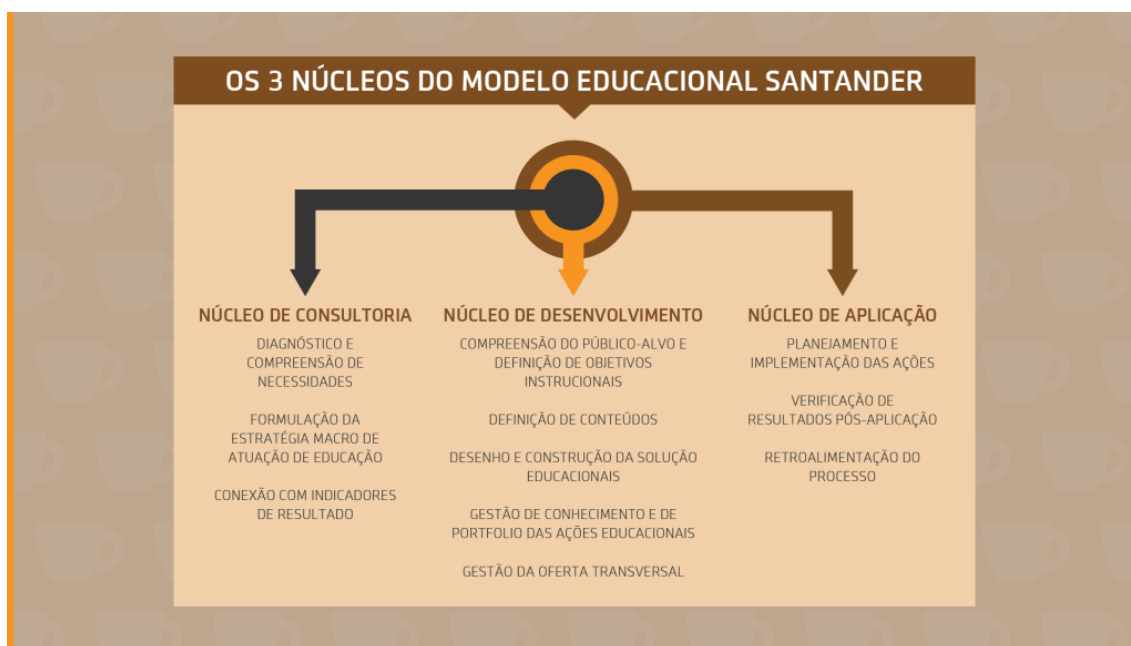 OS 3 NÚCLEOS DO MODELO EDUCACIONAL SANTANDER
NÚCLEO DE CONSULTORIA
DIAGNÓSTICO E
COMPREENSÃO DE
NECESSIDADES
FORMULAÇÃO DA
ESTRATÉGIA MACRO DE
ATUAÇÃO DE EDUCAÇÃO
CONEXÃO COM INDICADORES
DE RESULTADO
NÚCLEO DE DESENVOLVIMENTO
COMPREENSÃO DO PÚBLICO-ALVO E
DEFINIÇÃO DE OBJETIVOS
INSTRUCIONAIS
DEFINIÇÃO DE CONTEÚDOS
DESENHO E CONSTRUÇÃO DA SOLUÇÃO
EDUCACIONAIS
GESTÃO DE CONHECIMENTO E DE
PORTFOLIO DAS AÇÕES EDUCACIONAIS
GESTÃO DA OFERTA TRANSVERSAL
NÚCLEO DE APLICAÇÃO
PLANEJAMENTO E
IMPLEMENTAÇÃO DAS AÇÕES
VERIFICAÇÃO DE
RESULTADOS PÓS-APLICAÇÃO
RETROALIMENTAÇÃO DO
PROCESSO